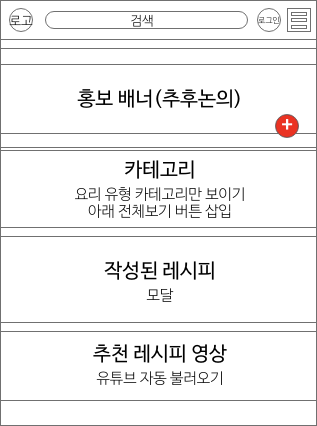 로고
검색
로그인
홍보 배너(추후논의)
+
카테고리
요리 유형 카테고리만 보이기
아래 전체보기 버튼 삽입
작성된 레시피
모달
추천 레시피 영상
유튜브 자동 불러오기